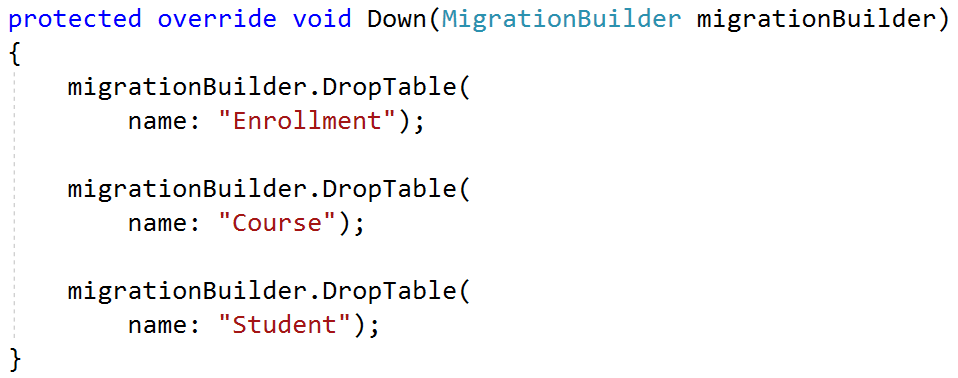 protected override void Down(MigrationBuilder migrationBuilder)
{
    migrationBuilder.DropTable(
        name: "Enrollment");

    migrationBuilder.DropTable(
        name: "Course");

    migrationBuilder.DropTable(
        name: "Student");
}